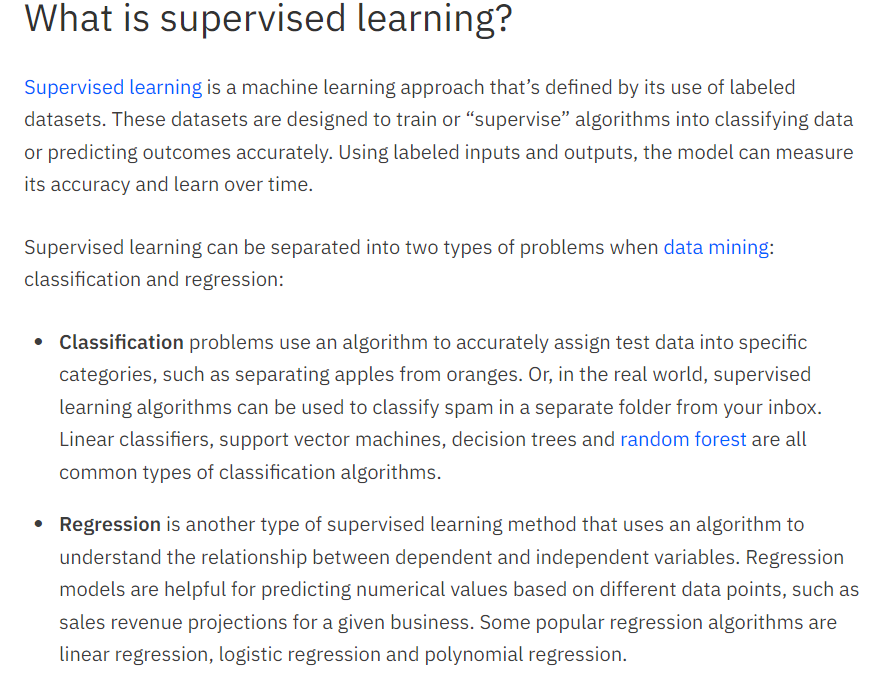 What is supervised learning?
Supervised learning is a machine learning approach that’s defined by its use of labeled
datasets. These datasets are designed to train or “supervise” algorithms into classifying data
or predicting outcomes accurately. Using labeled inputs and outputs, the model can measure
its accuracy and learn over time.
Supervised learning can be separated into two types of problems when data mining:
classification and regression:
• Classification problems use an algorithm to accurately assign test data into specific
categories, such as separating apples from oranges. Or, in the real world, supervised
learning algorithms can be used to classify spam in a separate folder from your inbox.
Linear classifiers, support vector machines, decision trees and random forest are all
common types of classification algorithms.
• Regression is another type of supervised learning method that uses an algorithm to
understand the relationship between dependent and independent variables. Regression
models are helpful for predicting numerical values based on different data points, such as
sales revenue projections for a given business. Some popular regression algorithms are
linear regression, logistic regression and polynomial regression.